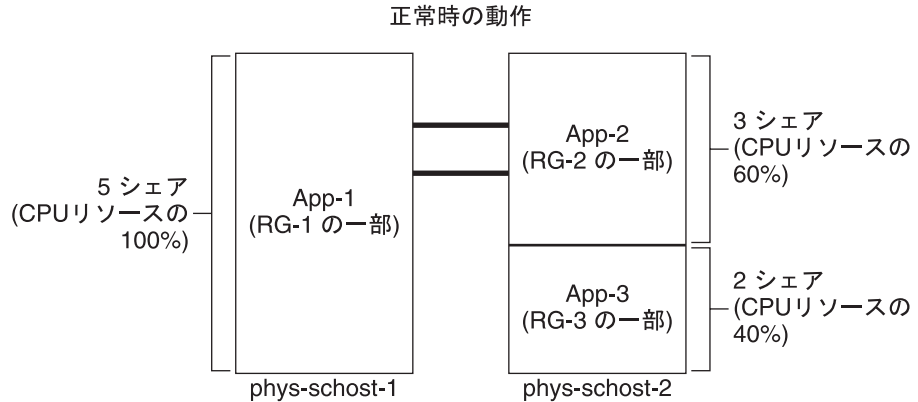 正常時の動作
5 シェア
(CPUリソースの
100%)
App-1
(RG-1 の一部)
phys-schost-1
App-2
(RG-2 の一部)
3 シェア
(CPUリソースの
60%)
App-3
(RG-3 の一部)
2 シェア
(CPUリソースの
40%)
phys-schost-2